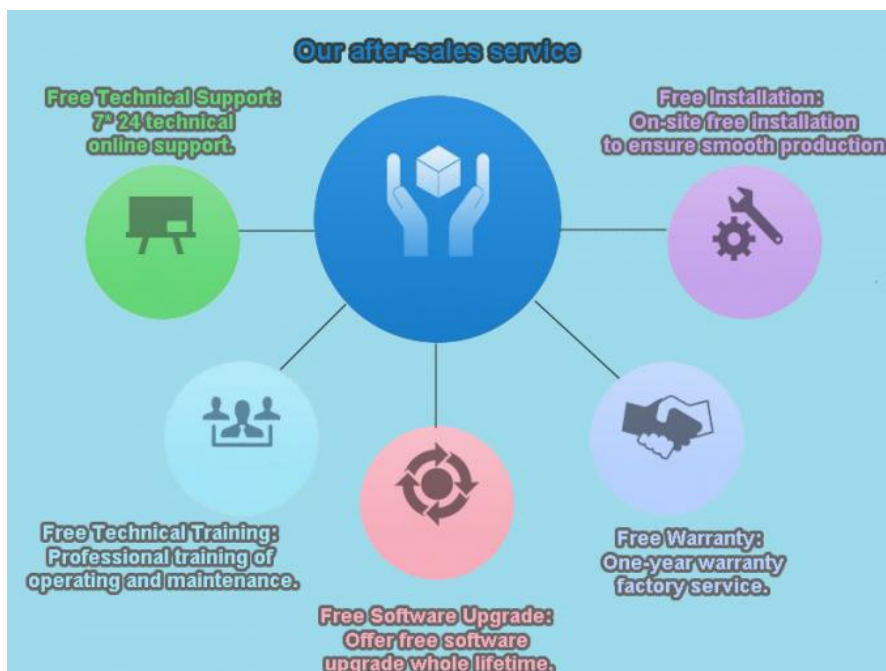 Our after-sales service
Free Technical Support:
7* 24 technical
online support.
Free Installation:
On-site free installation
to ensure smooth production
Free Technical Training:
Professional training of
operating and maintenance.
Free Warranty:
One-year warranty
factory service.
Free Software Upgrade:
Offer free software
upgrade whole lifetime.